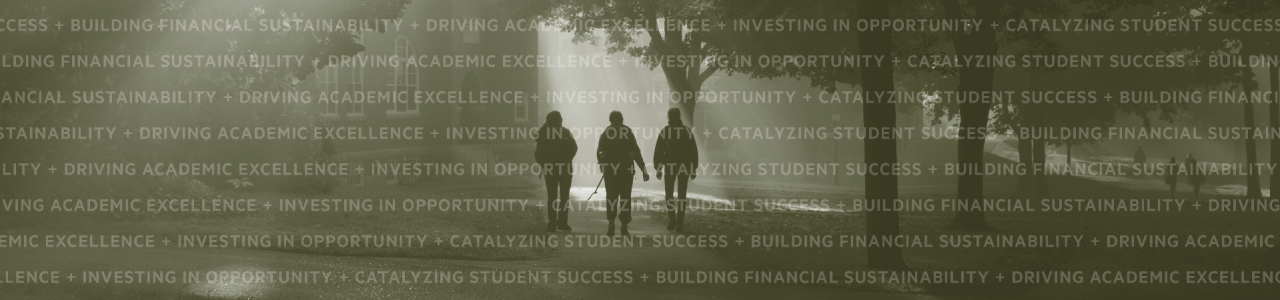 CCESS + BUILDING FINANCIAL SUSTAINABILITY + DRIVING ACADEMIC EXCELLENCE + INVESTING IN OPPORTUNITY + CATALYZING STUDENT SUCCESS
LDING FINANCIAL SUSTAINABILITY + DRIVING ACADEMIC EXCELLENCE + INVESTING IN OPPORTUNITY + CATALYZING STUDENT SUCCESS + BUILDIN
ANCIAL SUSTAINABILITY + DRIVING ACADEMIC EXCELLENCE + INVESTING IN OPPORTUNITY + CATALYZING STUDENT SUCCESS + BUILDING FINANC
STAINABILITY + DRIVING ACADEMIC EXCELLENCE + INVESTING IN OPPORTUNITY + CATALYZING STUDENT SUCCESS + BUILDING FINANCIAL SUST
LITY + DRIVING ACADEMIC EXCELLENCE + INVESTING IN OPPORTUNITY + CATALYZING STUDENT SUCCESS + BUILDING FINANCIAL SUSTAINABILI
VING ACADEMIC EXCELLENCE + INVESTING IN OPPORTUNITY + CATALYZING STUDENT SUCCESS + BUILDING FINANCIAL SUSTAINABILITY + DRIVING
EMIC EXCELLENCE + INVESTING IN OPPORTUNITY + CATALYZING STUDENT SUCCESS + BUILDING FINANCIAL SUSTAINABILITY + DRIVING ACADEMIC
LLENCE + INVESTING IN OPPORTUNITY + CATALYZING STUDENT SUCCESS + BUILDING FINANCIAL SUSTAINABILITY + DRIVING ACADEMIC EXCELLENC